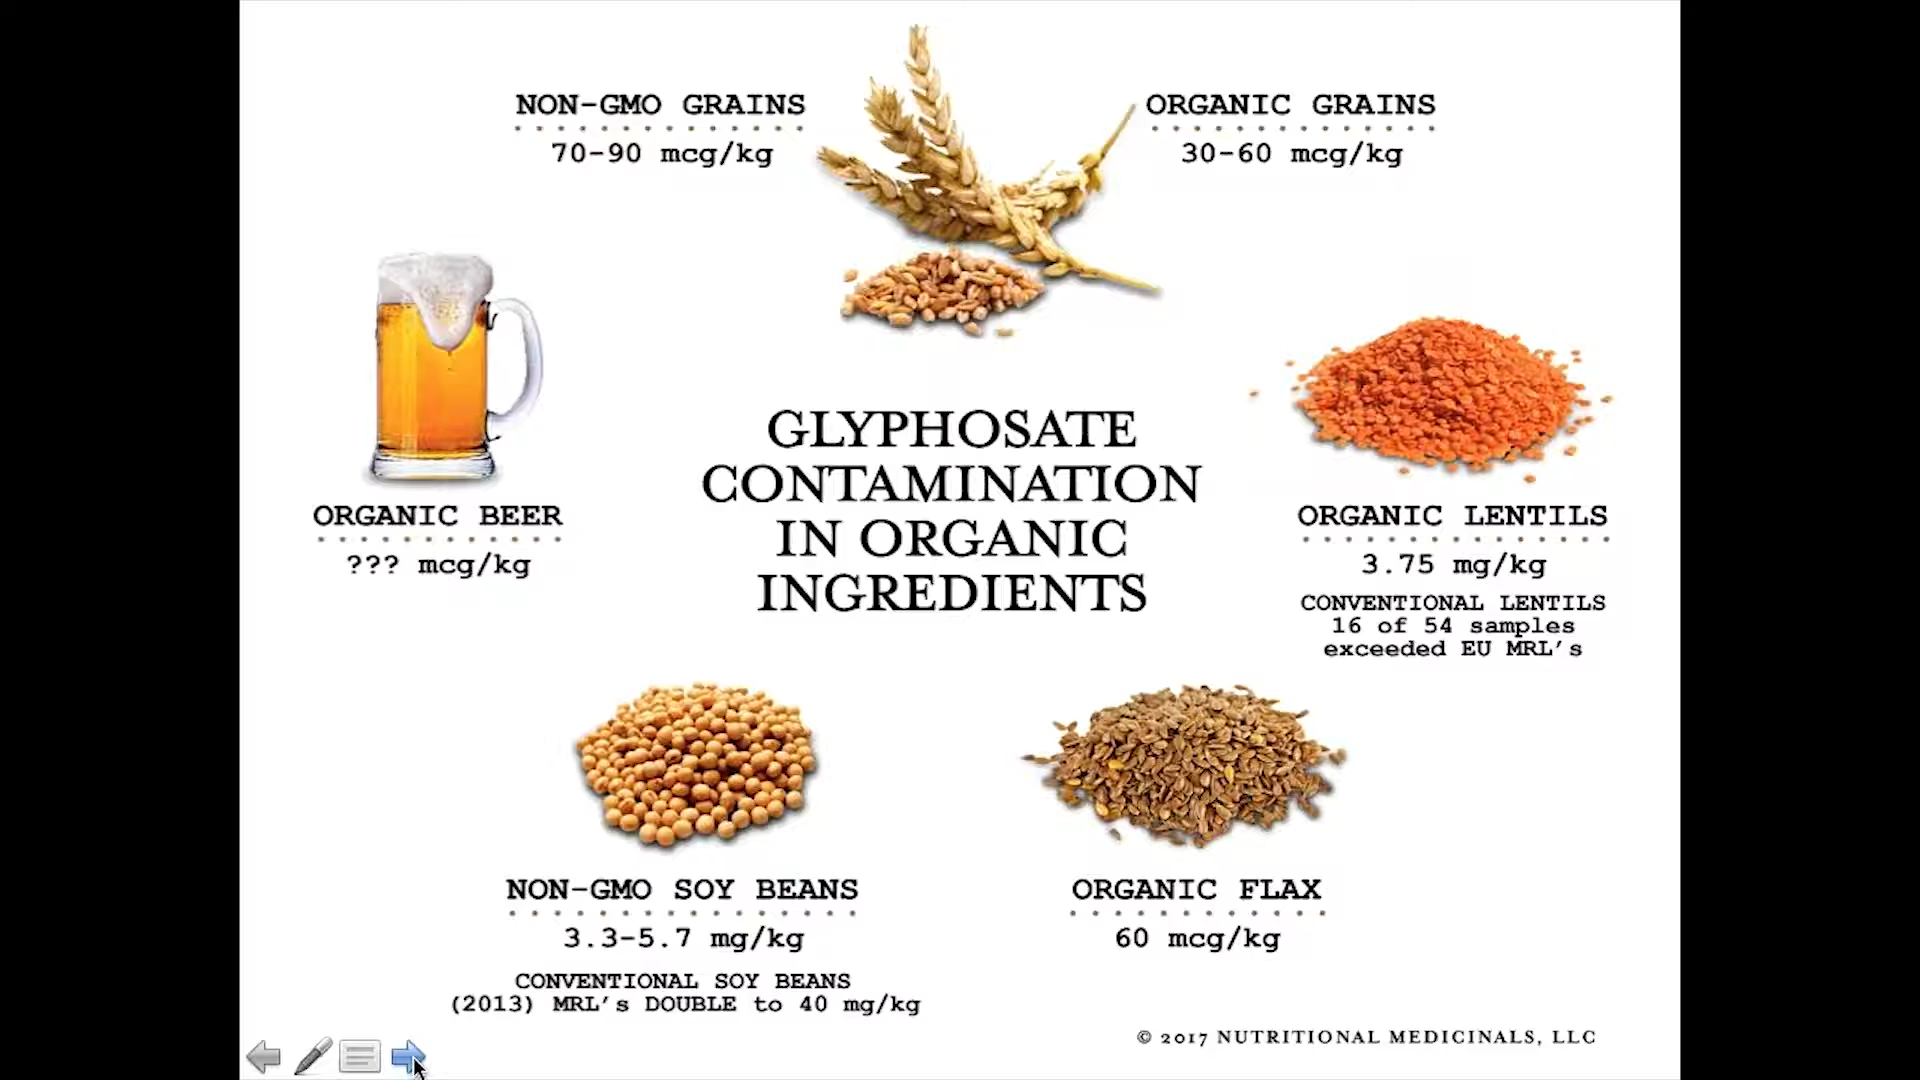 NON-GMO GRAINS
70-90 mcg/kg
ORGANIC GRAINS
30-60 mcg/kg
ORGANIC BEER
??? mcg/kg
GLYPHOSATE
CONTAMINATION
IN ORGANIC
INGREDIENTS
ORGANIC LENTILS
3.75 mg/kg
CONVENTIONAL LENTILS
16 of 54 samples
exceeded EU MRL's
NON-GMO SOY BEANS
3.3-5.7 mg/kg
CONVENTIONAL SOY BEANS
(2013) MRL's DOUBLE to 40 mg/kg
ORGANIC FLAX
60 mcg/kg
© 2017 NUTRITIONAL MEDICINALS, LLC